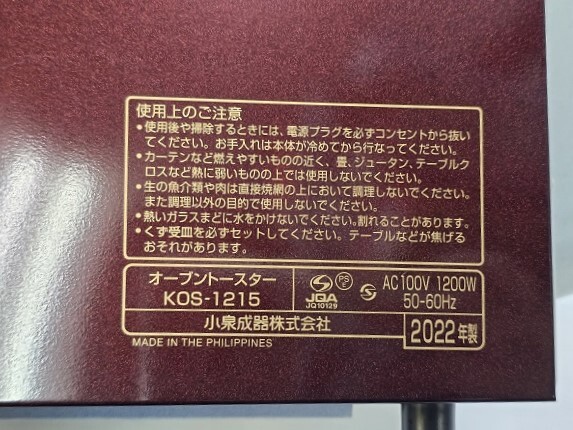 使用上のご注意
•使用後や掃除するときには、電源プラグを必ずコンセントから抜い
てください。お手入れは本体が冷めてから行なってください。
•カーテンなど燃えやすいものの近く、畳、ジュータン、テーブルク
ロスなど熱に弱いものの上では使用しないでください。
•生の魚介類や肉は直接焼網の上において調理しないでください。
また調理以外の目的で使用しないでください。
•熱いガラスまどに水をかけないでください。割れることがあります。
•くず受皿を必ずセットしてください。テーブルなどが焦げる
おそれがあります。
オーブントースター
KOS-1215
PS
E
JQA
JQ10129
AC100V 1200W
50-60Hz
小泉成器株式会社
2022年製
MADE IN THE PHILIPPINES